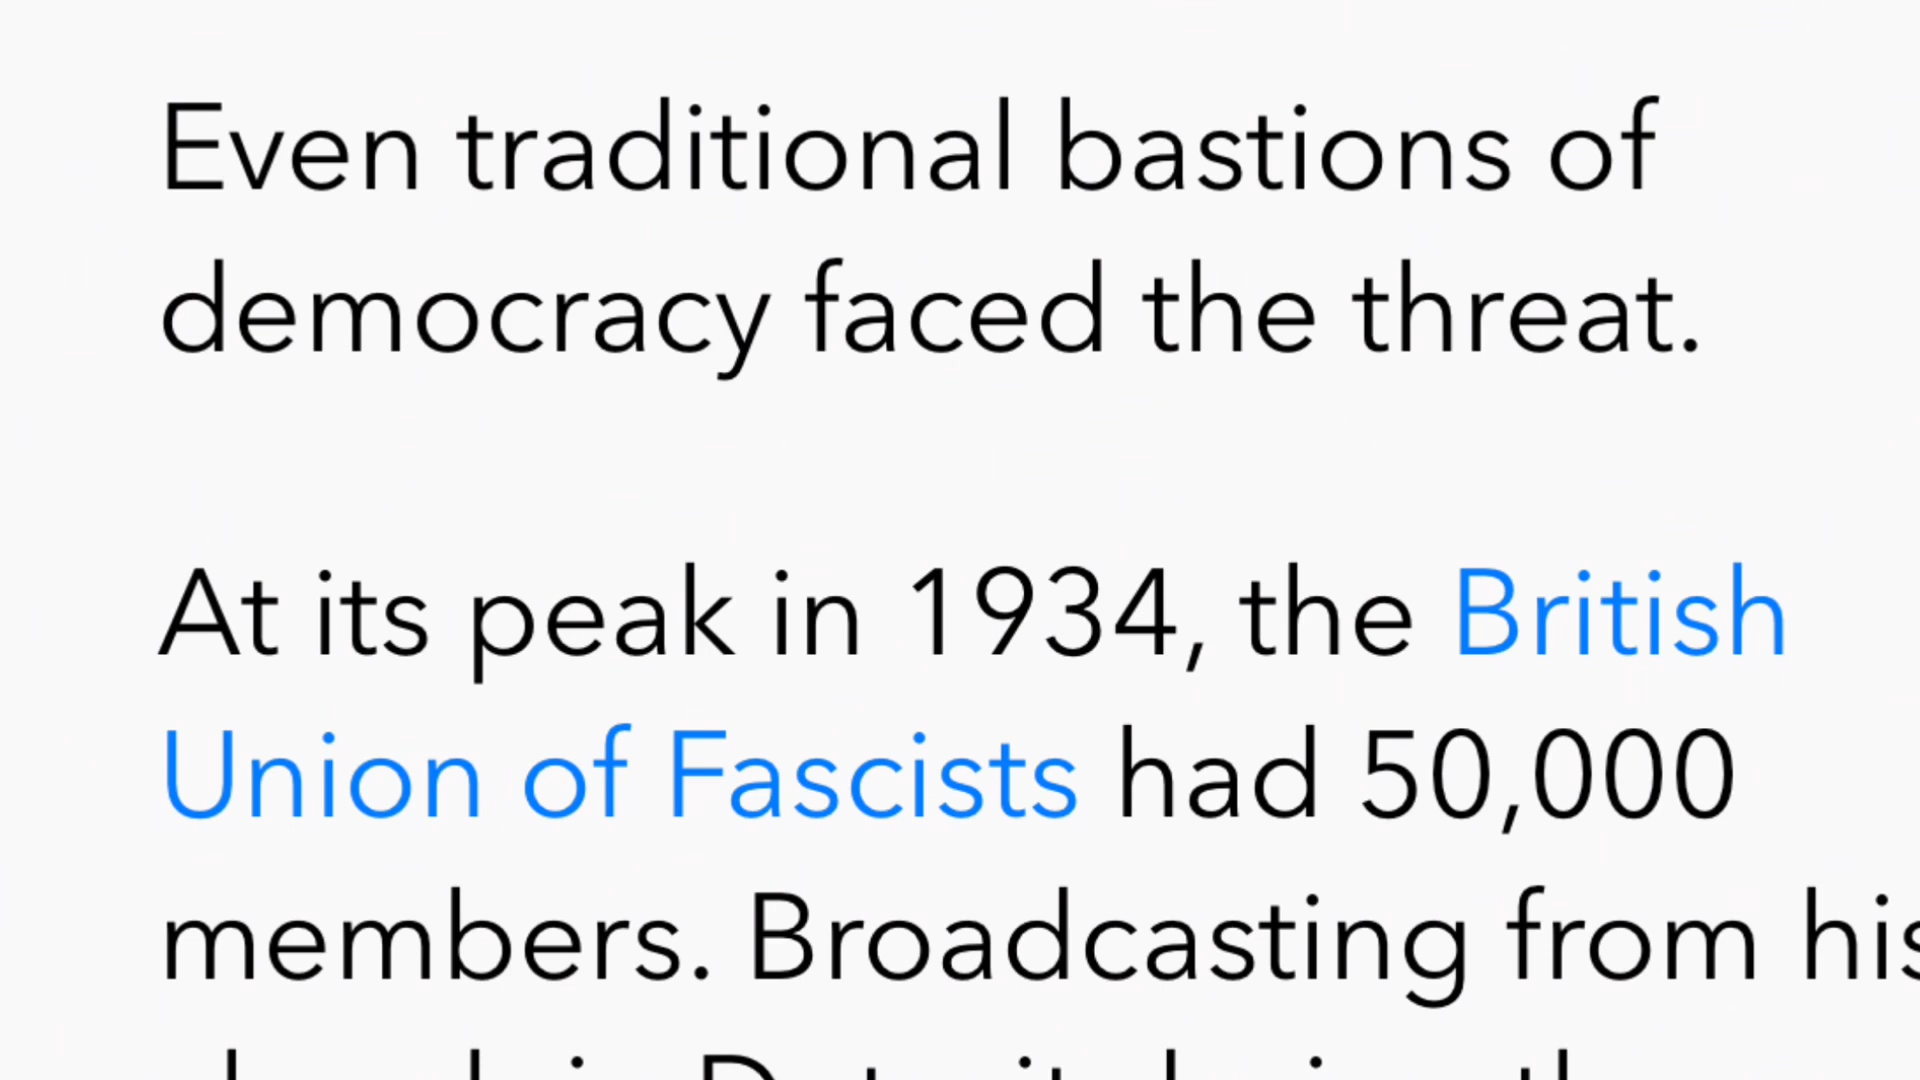 Even traditional bastions of
democracy faced the threat.
At its peak in 1934, the British
Union of Fascists had 50,000
members. Broadcasting from his